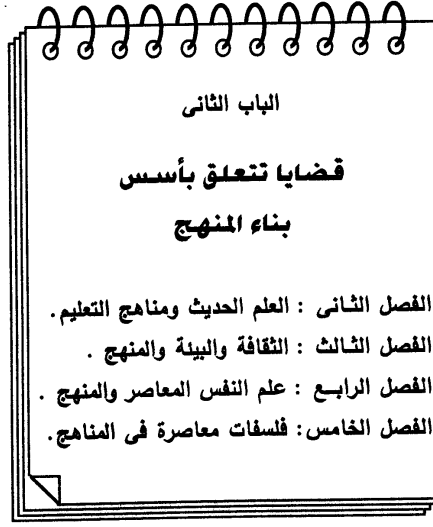 الباب الثانى
قضايا تتعلق بأسس
بناء المنهج
الفصل الثانى : العلم الحديث ومناهج التعليم.
الفصل الثالث : الثقافة والبيئة والمنهج .
الفصل الرابع : علم النفس المعاصر والمنهج .
الفصل الخامس: فلسفات معاصرة فى المناهج.